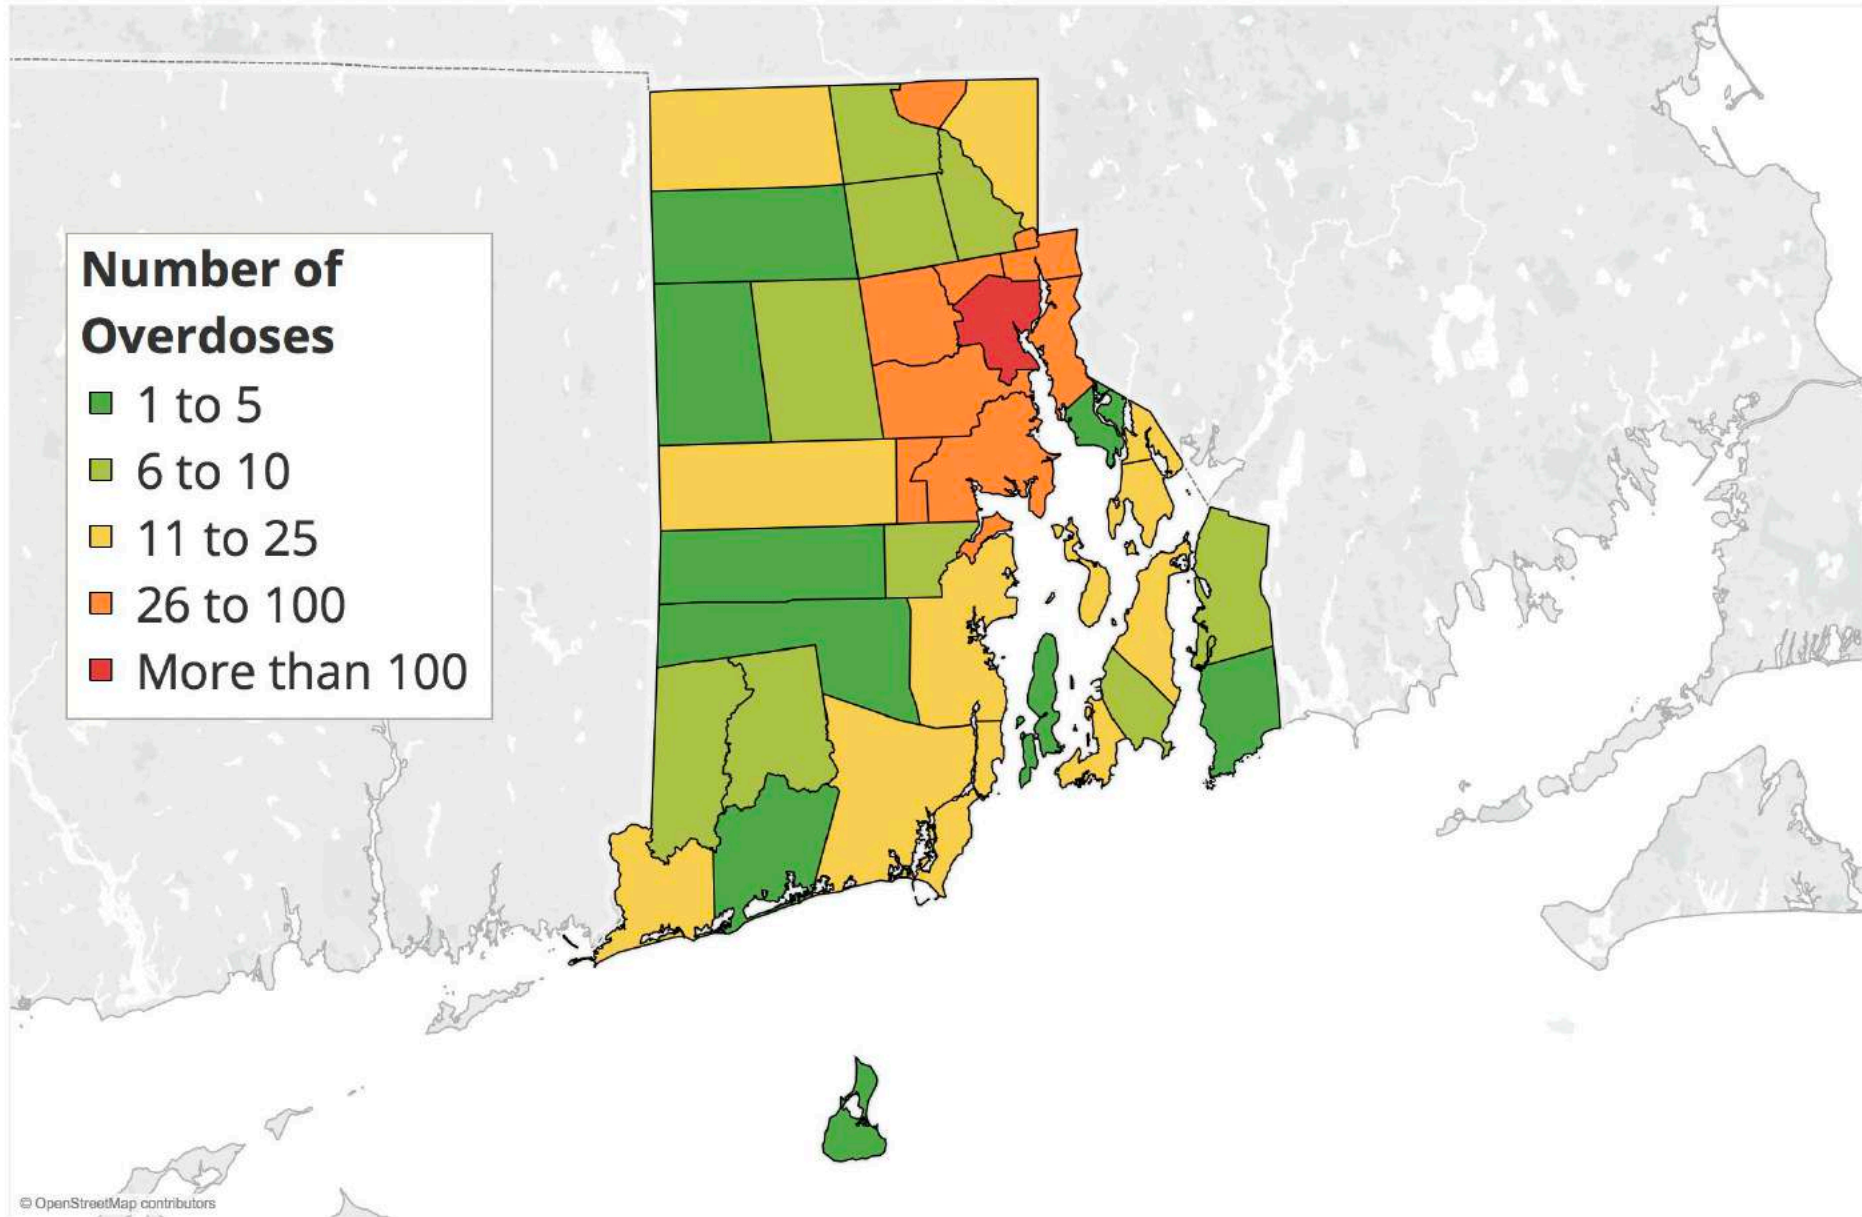 Number of
Overdoses
1 to 5
6 to 10
11 to 25
26 to 100
More than 100
© OpenStreetMap contributors